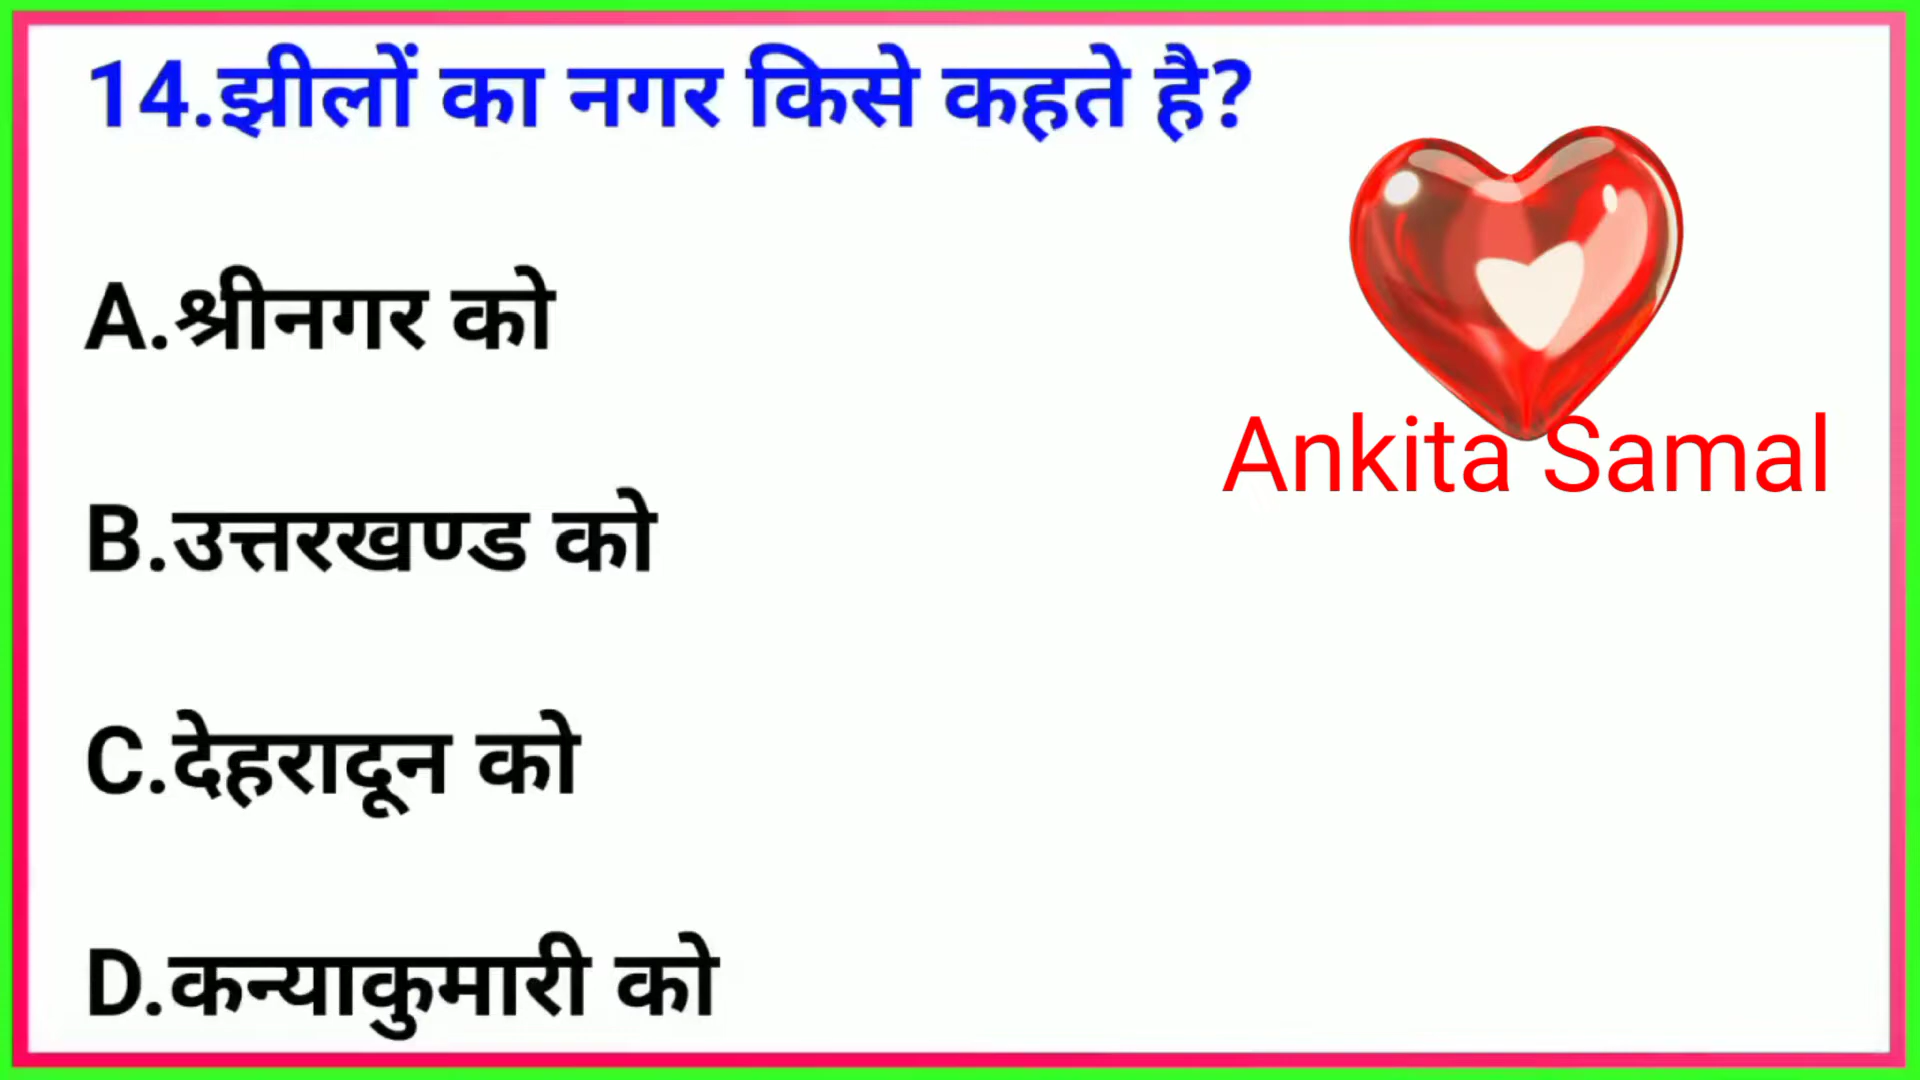 14.झीलों का नगर किसे कहते है?
A.श्रीनगर को
Ankita Samal
B.उत्तरखण्ड को
C.देहरादून को
D.कन्याकुमारी को